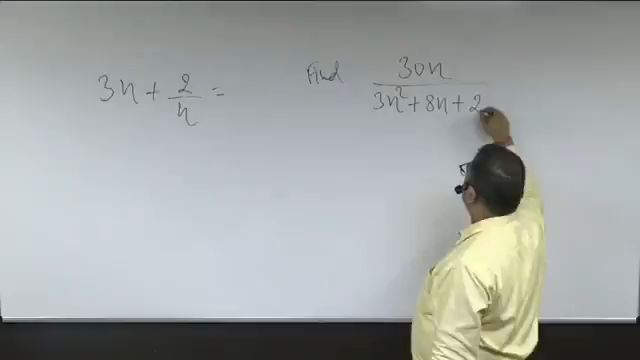 3n + 2/n =
Find 30n/(3n² + 8n + 2